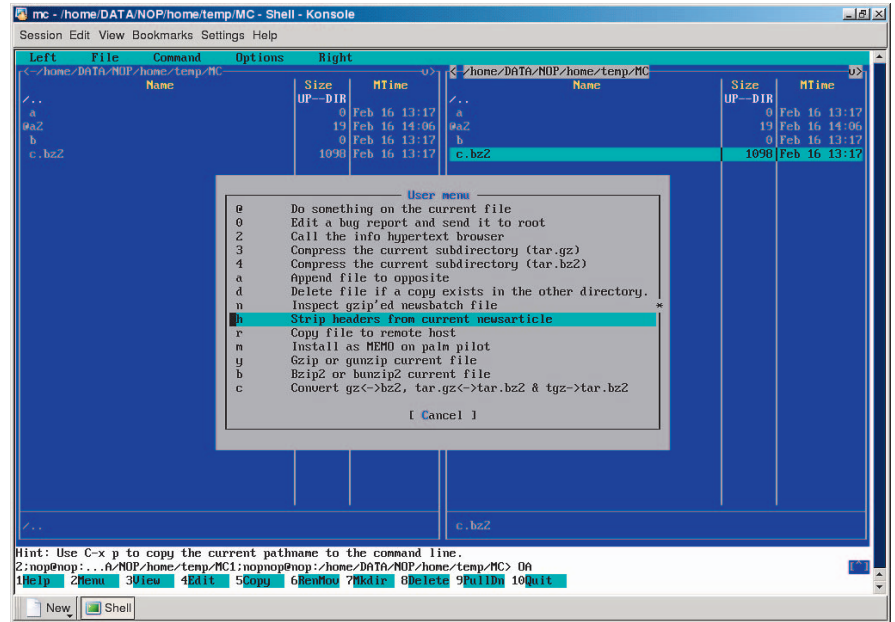 mc - /home/DATA/NOP/home/temp/MC - Shell - Konsole
Session Edit View Bookmarks Settings Help
Left File Command Options Right
<-/home/DATA/NOP/home/temp/MC v> < /home/DATA/NOP/home/temp/MC v>
Name Size MTime Name Size MTime
/.. UP--DIR /.. UP--DIR
a 0 Feb 16 13:17 a 0 Feb 16 13:17
@a2 19 Feb 16 14:06 @a2 19 Feb 16 14:06
b 0 Feb 16 13:17 b 0 Feb 16 13:17
c.bz2 1098 Feb 16 13:17 c.bz2 1098 Feb 16 13:17
User menu
@ Do something on the current file
0 Edit a bug report and send it to root
2 Call the info hypertext browser
3 Compress the current subdirectory (tar.gz)
4 Compress the current subdirectory (tar.bz2)
a Append file to opposite
d Delete file if a copy exists in the other directory.
n Inspect gzip'ed newsbatch file *
h Strip headers from current newsarticle
r Copy file to remote host
m Install as MEMO on palm pilot
y Gzip or gunzip current file
b Bzip2 or bunzip2 current file
c Convert gz<->bz2, tar.gz<->tar.bz2 & tgz->tar.bz2
[ Cancel ]
/.. c.bz2
Hint: Use C-x p to copy the current pathname to the command line.
2;nop@nop:...A/NOP/home/temp/MC1;nopnop@nop:/home/DATA/NOP/home/temp/MC> OA [^]
1Help 2Menu 3View 4Edit 5Copy 6RenMov 7Mkdir 8Delete 9PullDn 10Quit
New Shell